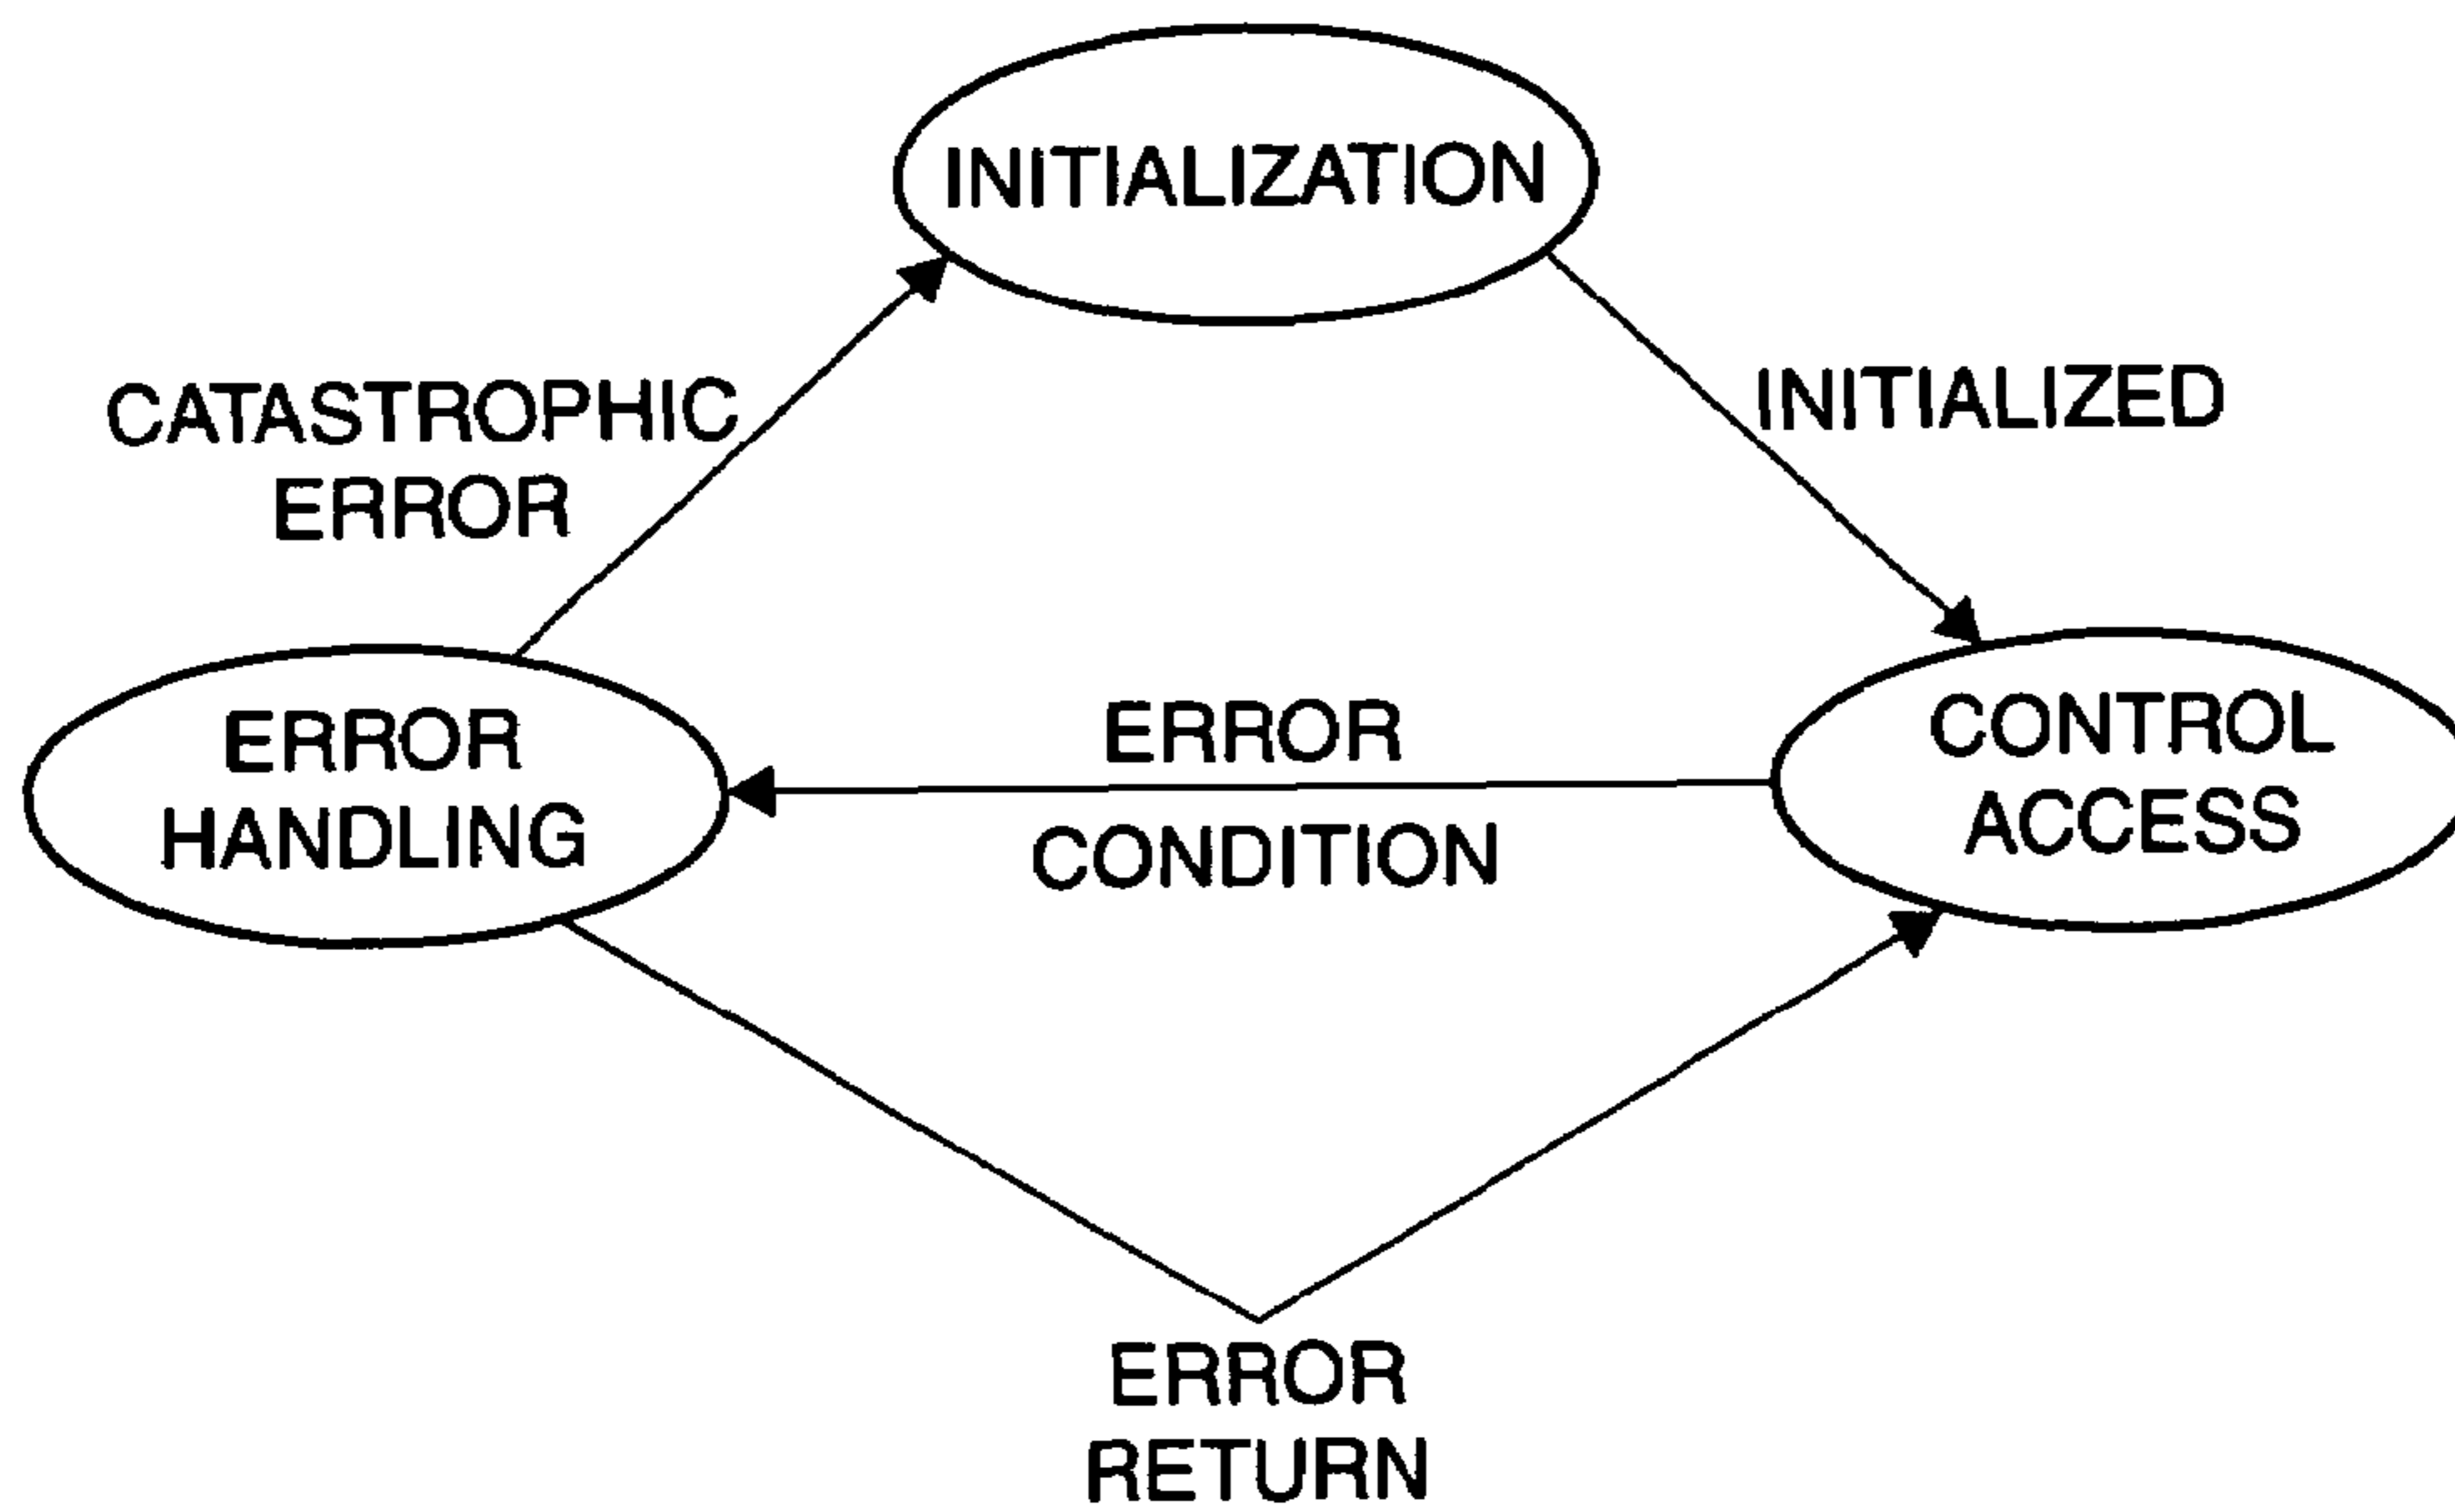 INITIALIZATION
CATASTROPHIC
ERROR
INITIALIZED
ERROR
HANDLING
ERROR
CONDITION
CONTROL
ACCESS
ERROR
RETURN